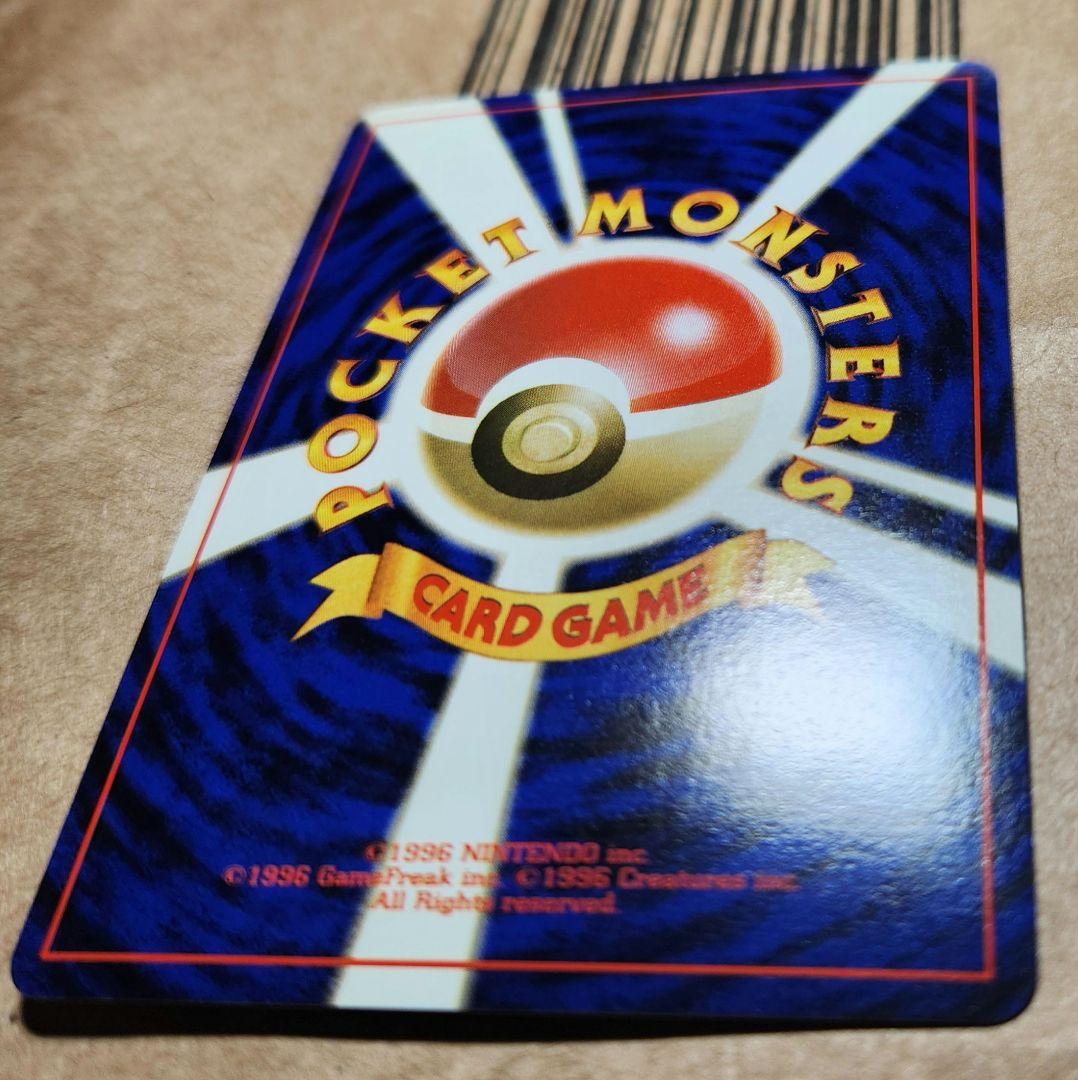 POCKET MONSTERS
CARD GAME
©1996 NINTENDO inc.
©1996 GameFreak inc. ©1996 Creatures inc.
All Rights reserved.